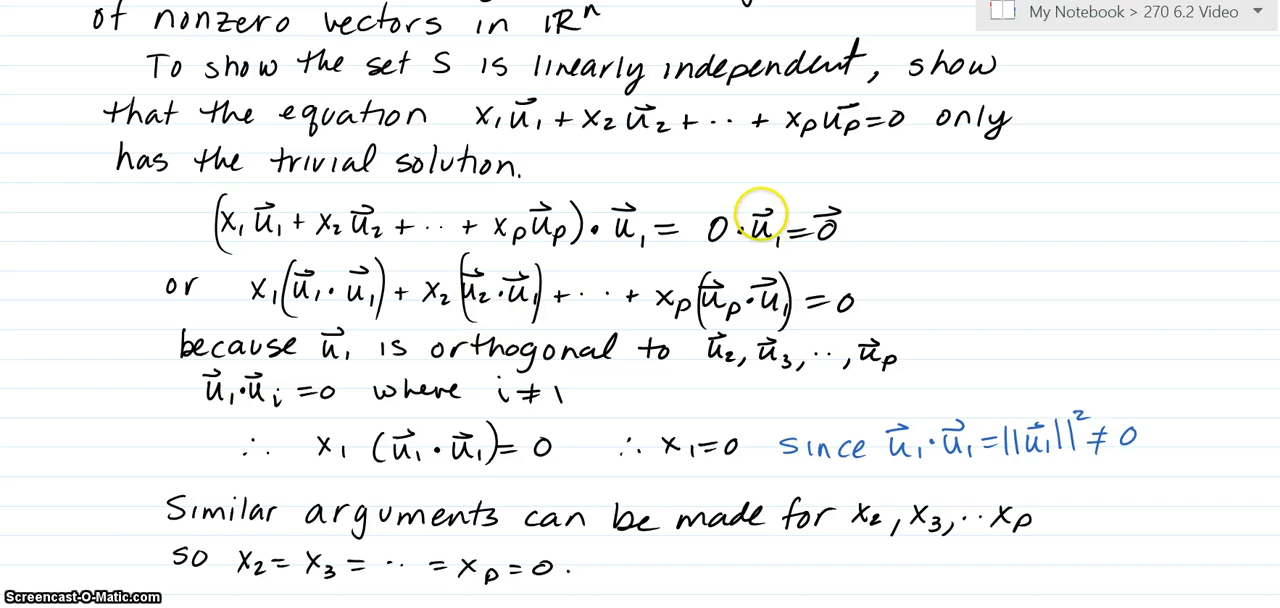 My Notebook > 270 6.2 Video
of nonzero vectors in ℝⁿ
To show the set S is linearly independent, show
that the equation x₁u⃗₁ + x₂u⃗₂ + ·· + xₚu⃗ₚ = 0 only
has the trivial solution.
(x₁u⃗₁ + x₂u⃗₂ + ·· + xₚu⃗ₚ) · u⃗₁ = 0 · u⃗₁ = 0⃗
or x₁(u⃗₁ · u⃗₁) + x₂(u⃗₂ · u⃗₁) + ·· + xₚ(u⃗ₚ · u⃗₁) = 0
because u⃗₁ is orthogonal to u⃗₂, u⃗₃, ··, u⃗ₚ
u⃗₁ · u⃗ᵢ = 0 where i ≠ 1
∴ x₁ (u⃗₁ · u⃗₁) = 0 ∴ x₁ = 0 since u⃗₁ · u⃗₁ = ||u⃗₁||² ≠ 0
Similar arguments can be made for x₂, x₃, ·· xₚ
so x₂ = x₃ = ·· = xₚ = 0.
Screencast-O-Matic.com